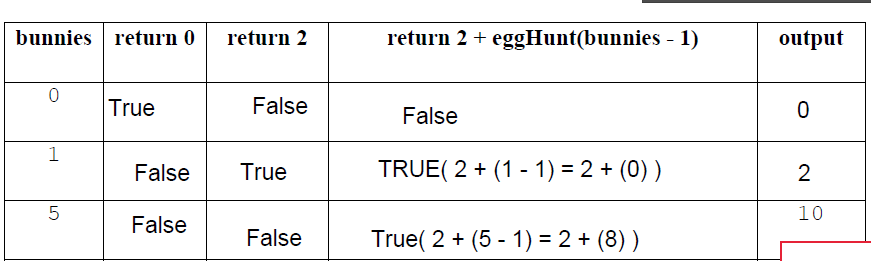 bunnies return 0 return 2 return 2 + eggHunt(bunnies - 1) output
0 True False False 0
1 False True TRUE( 2 + (1 - 1) = 2 + (0) ) 2
5 False False True( 2 + (5 - 1) = 2 + (8) ) 10